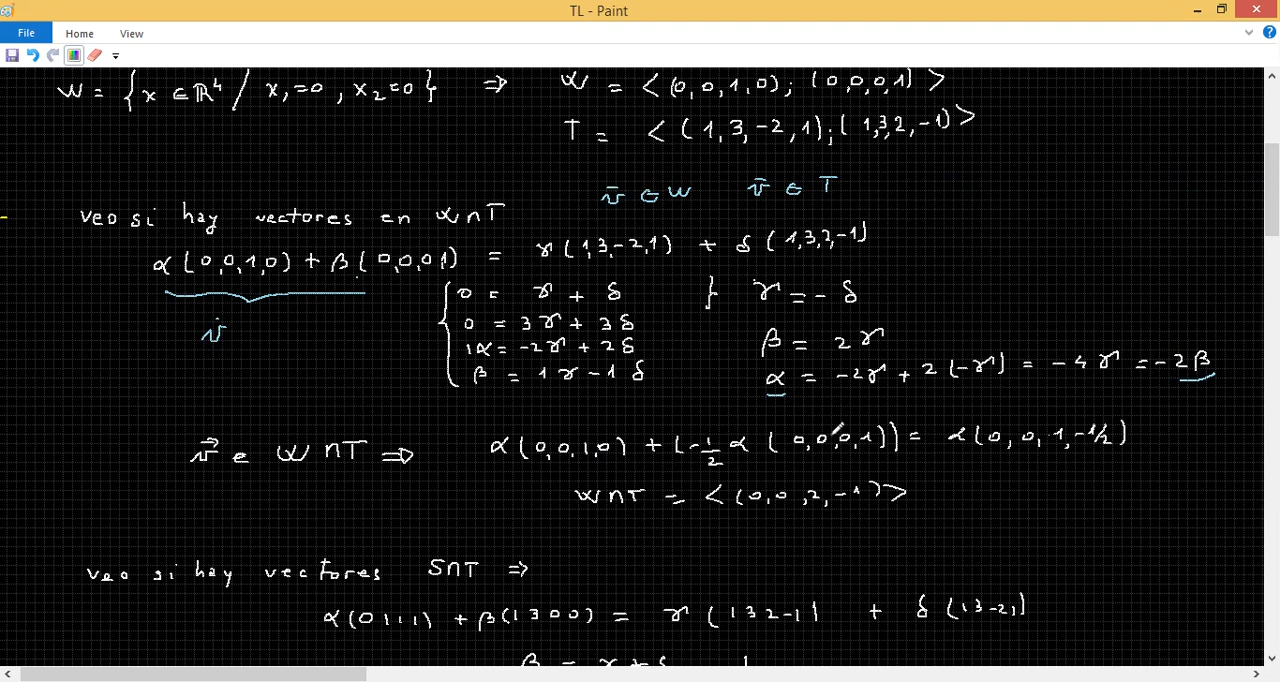 TL - Paint
File Home View
W = { x ∈ ℝ⁴ / x₁=0 , x₂=0 } ⇒ W = < (0,0,1,0); (0,0,0,1) >
T = < (1,3,-2,1); (1,3,2,-1) >
v̄ ∈ W v̄ ∈ T
veo si hay vectores en W∩T
α(0,0,1,0) + β(0,0,0,1) = γ(1,3,-2,1) + δ(1,3,2,-1)
v̄
{ 0 = γ + δ } γ = - δ
0 = 3γ + 3δ
1α = -2γ + 2δ β = 2γ
β = 1γ - 1δ α = -2γ + 2(-γ) = -4γ = -2β
v⃗ ∈ W∩T ⇒ α(0,0,1,0) + (-½α(0,0,0,1)) = α(0,0,1,-1/2)
W∩T = <(0,0,2,-1)>
veo si hay vectores S∩T ⇒
α(0 1 1 1) + β(1 3 0 0) = γ(1 3 2 -1) + δ(1 3 -2 1)